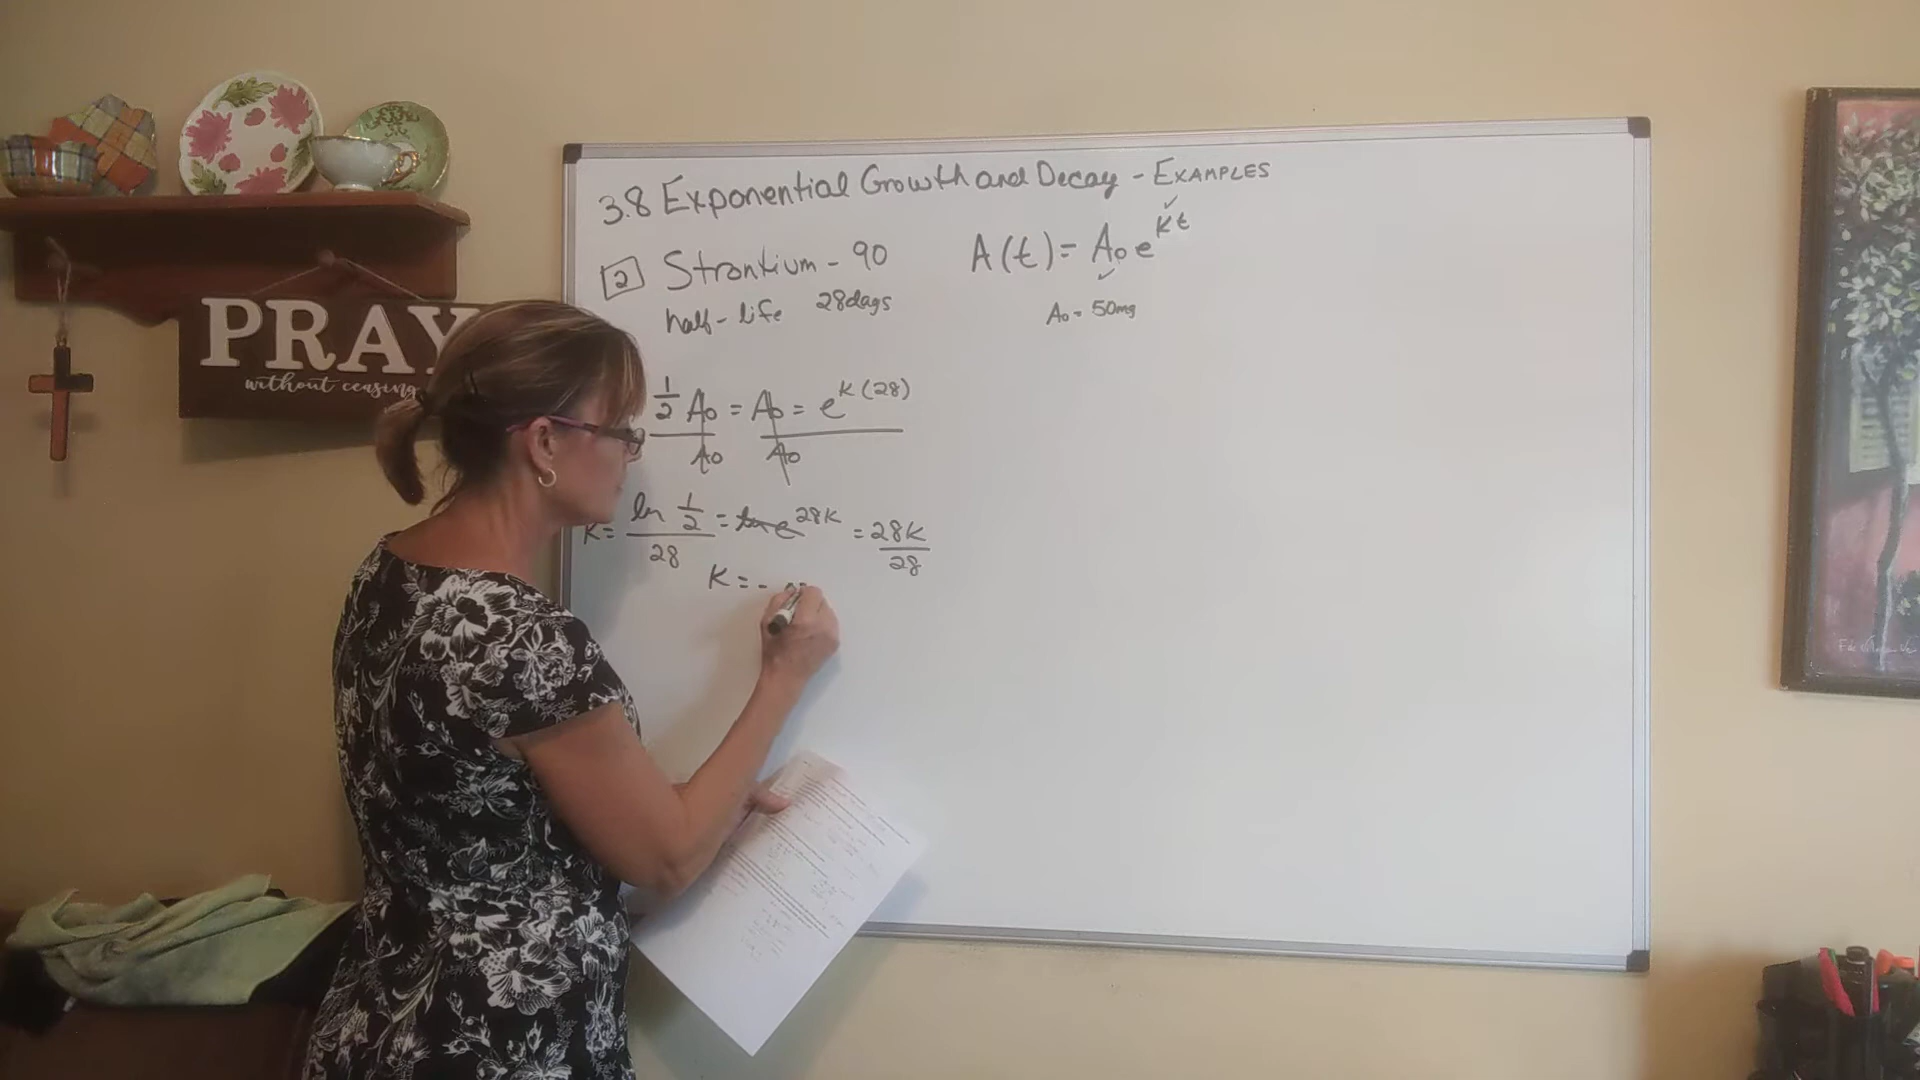 3.8 Exponential Growth and Decay - EXAMPLES
2 Strontium - 90
half-life 28days
A(t) = A₀e^kt
A₀ = 50mg
PRAY
without ceasing
1/2 A₀ = A₀ = e^k(28)
A₀ A₀
K = ln 1/2 / 28 = ln e^28K = 28K / 28
K = -